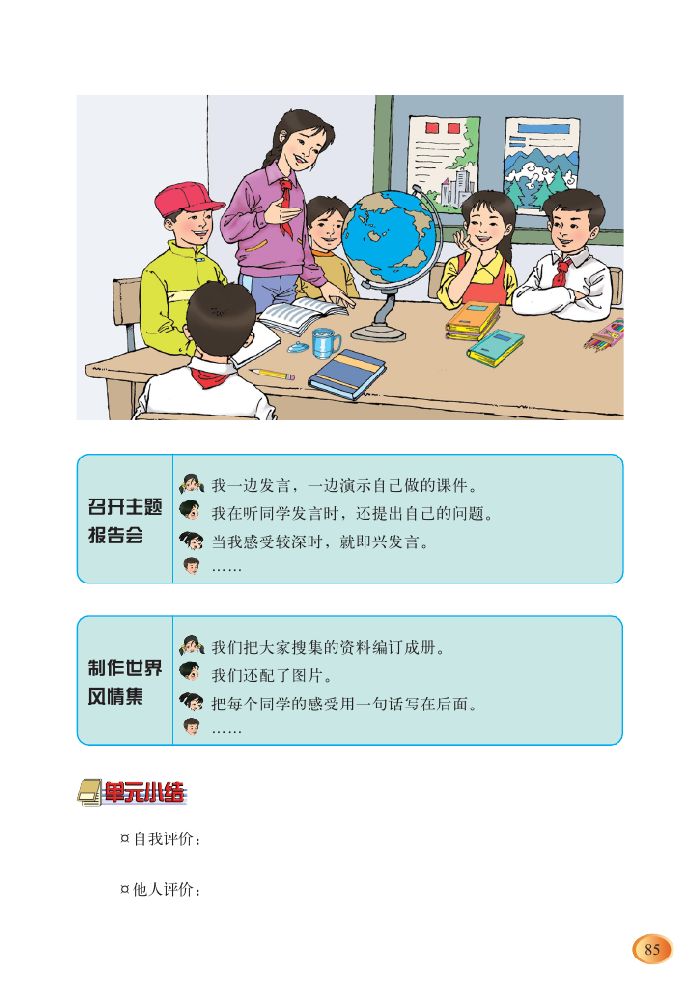 召开主题
报告会
我一边发言，一边演示自己做的课件。
我在听同学发言时，还提出自己的问题。
当我感受较深时，就即兴发言。
……
制作世界
风情集
我们把大家搜集的资料编订成册。
我们还配了图片。
把每个同学的感受用一句话写在后面。
……
单元小结
¤自我评价：
¤他人评价：
85